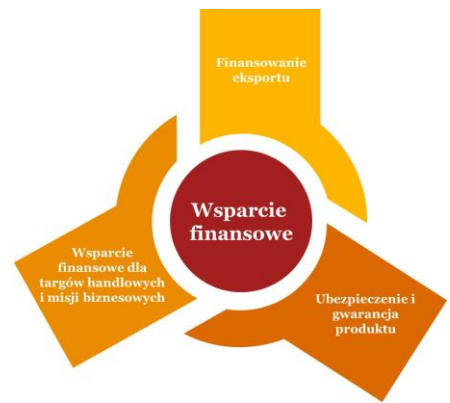 Finansowanie
eksportu
Wsparcie
finansowe
Wsparcie
finansowe dla
targów handlowych
i misji biznesowych
Ubezpieczenie i
gwarancja
produktu